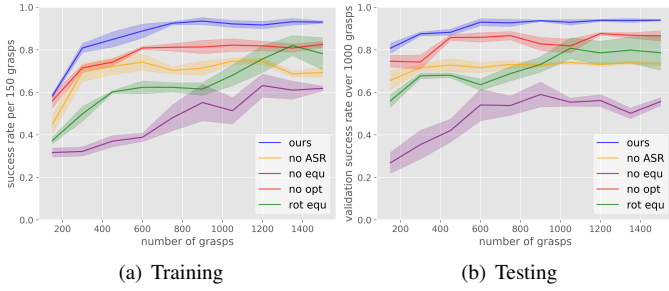 success rate per 150 grasps
1.0
0.8
0.6
0.4
0.2
0.0
200 400 600 800 1000 1200 1400
number of grasps
ours
no ASR
no equ
no opt
rot equ
(a) Training
validation success rate over 1000 grasps
1.0
0.8
0.6
0.4
0.2
0.0
200 400 600 800 1000 1200 1400
number of grasps
ours
no ASR
no equ
no opt
rot equ
(b) Testing